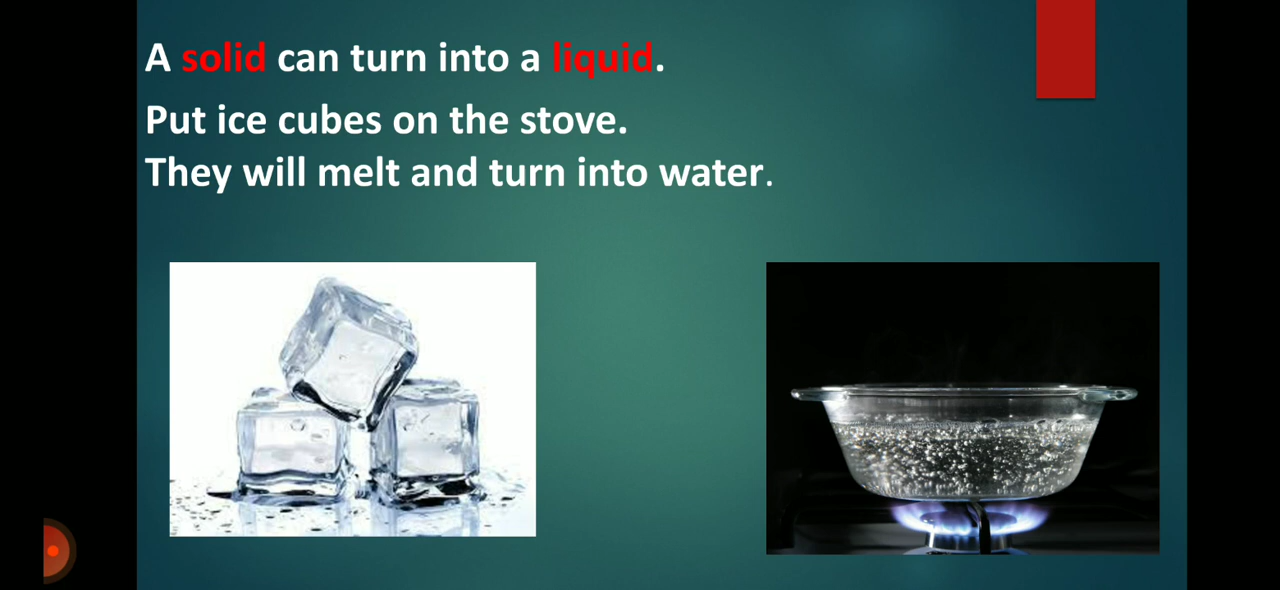 A solid can turn into a liquid.
Put ice cubes on the stove.
They will melt and turn into water.